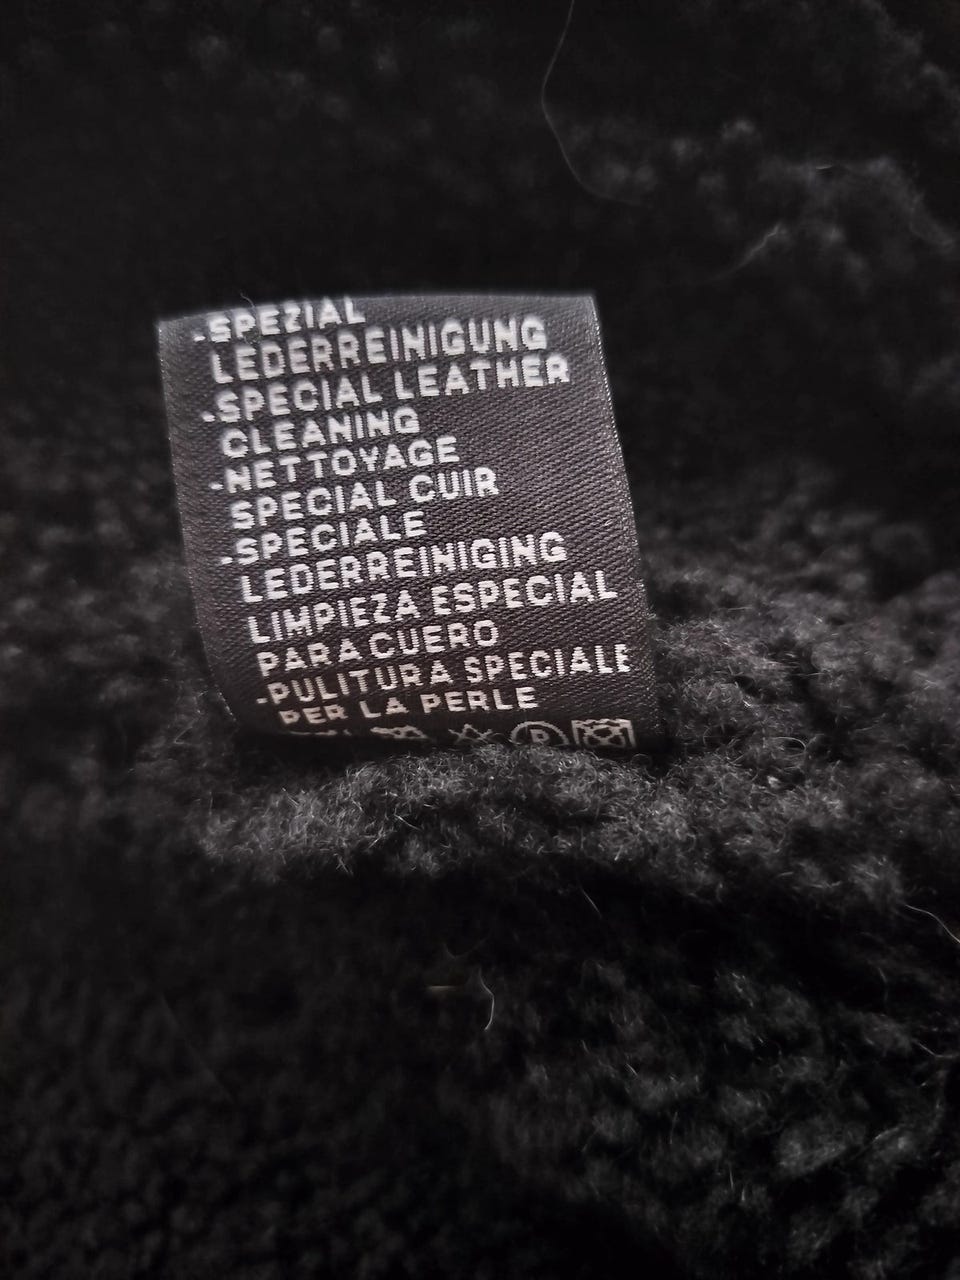 -SPEZIAL
LEDERREINIGUNG
-SPECIAL LEATHER
CLEANING
-NETTOYAGE
SPECIAL CUIR
-SPECIALE
LEDERREINIGING
LIMPIEZA ESPECIAL
PARA CUERO
-PULITURA SPECIALE
PER LA PERLE
P